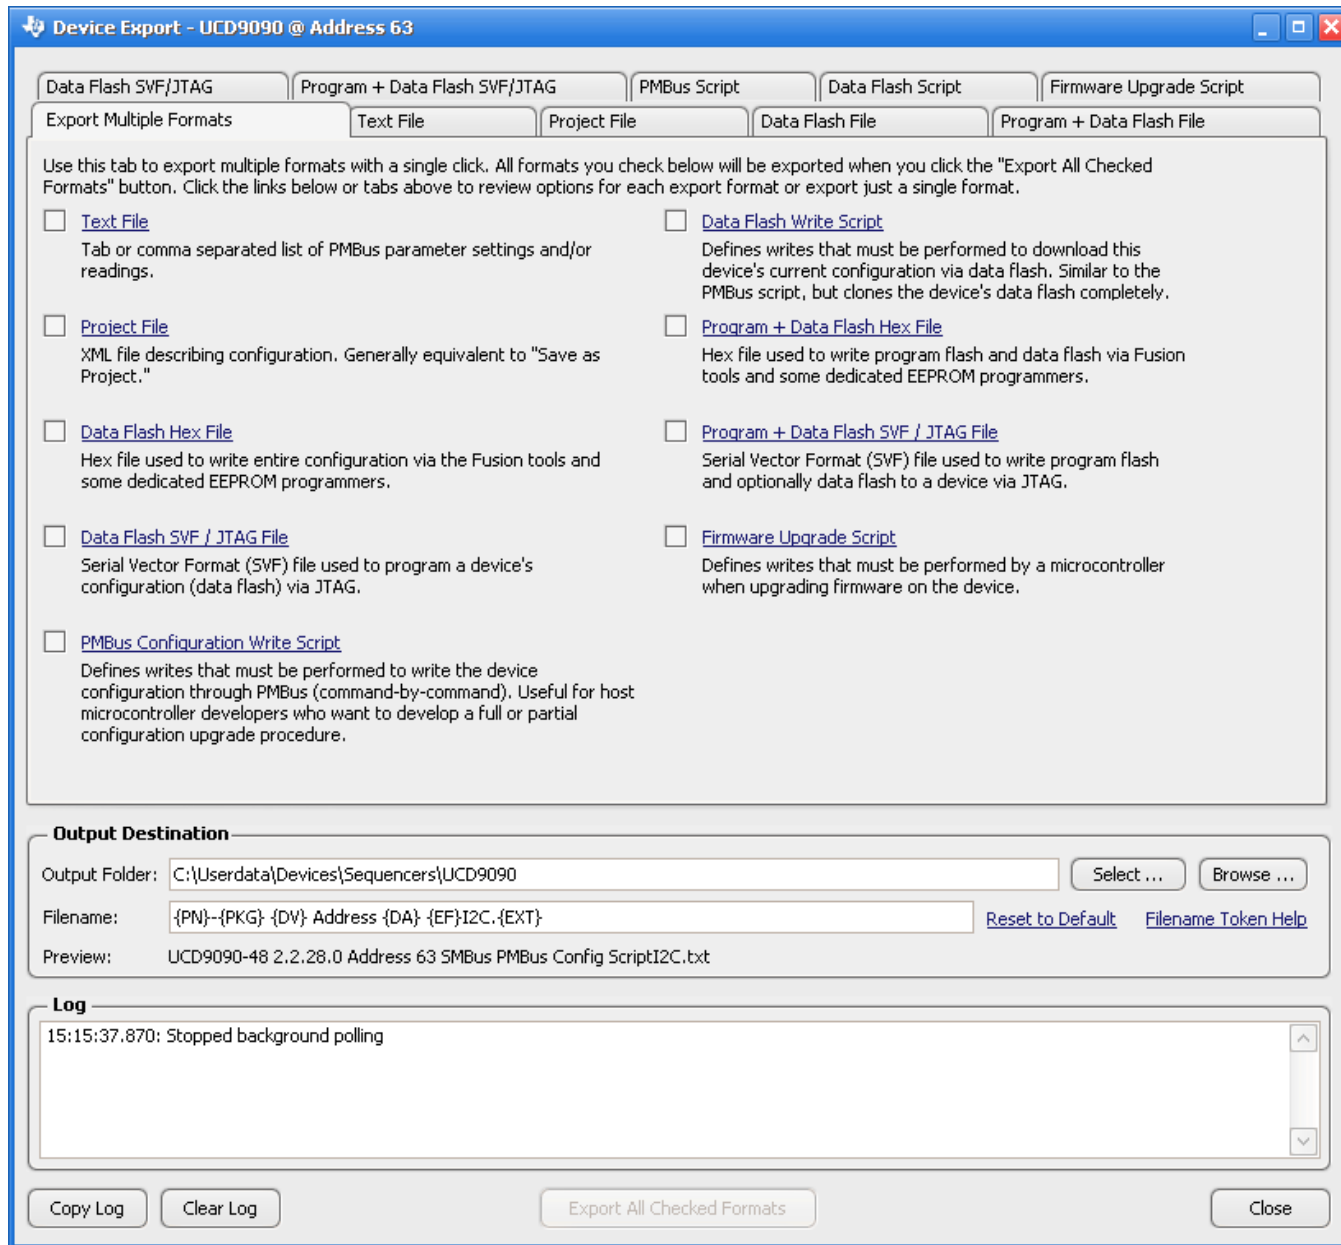 Device Export - UCD9090 @ Address 63
Data Flash SVF/JTAG
Program + Data Flash SVF/JTAG
PMBus Script
Data Flash Script
Firmware Upgrade Script
Export Multiple Formats
Text File
Project File
Data Flash File
Program + Data Flash File
Use this tab to export multiple formats with a single click. All formats you check below will be exported when you click the "Export All Checked
Formats" button. Click the links below or tabs above to review options for each export format or export just a single format.
Text File
Tab or comma separated list of PMBus parameter settings and/or
readings.
Project File
XML file describing configuration. Generally equivalent to "Save as
Project."
Data Flash Hex File
Hex file used to write entire configuration via the Fusion tools and
some dedicated EEPROM programmers.
Data Flash SVF / JTAG File
Serial Vector Format (SVF) file used to program a device's
configuration (data flash) via JTAG.
PMBus Configuration Write Script
Defines writes that must be performed to write the device
configuration through PMBus (command-by-command). Useful for host
microcontroller developers who want to develop a full or partial
configuration upgrade procedure.
Data Flash Write Script
Defines writes that must be performed to download this
device's current configuration via data flash. Similar to the
PMBus script, but clones the device's data flash completely.
Program + Data Flash Hex File
Hex file used to write program flash and data flash via Fusion
tools and some dedicated EEPROM programmers.
Program + Data Flash SVF / JTAG File
Serial Vector Format (SVF) file used to write program flash
and optionally data flash to a device via JTAG.
Firmware Upgrade Script
Defines writes that must be performed by a microcontroller
when upgrading firmware on the device.
Output Destination
Output Folder: C:\Userdata\Devices\Sequencers\UCD9090 Select ... Browse ...
Filename: {PN}-{PKG} {DV} Address {DA} {EF}I2C.{EXT} Reset to Default Filename Token Help
Preview: UCD9090-48 2.2.28.0 Address 63 SMBus PMBus Config ScriptI2C.txt
Log
15:15:37.870: Stopped background polling
Copy Log Clear Log Export All Checked Formats Close